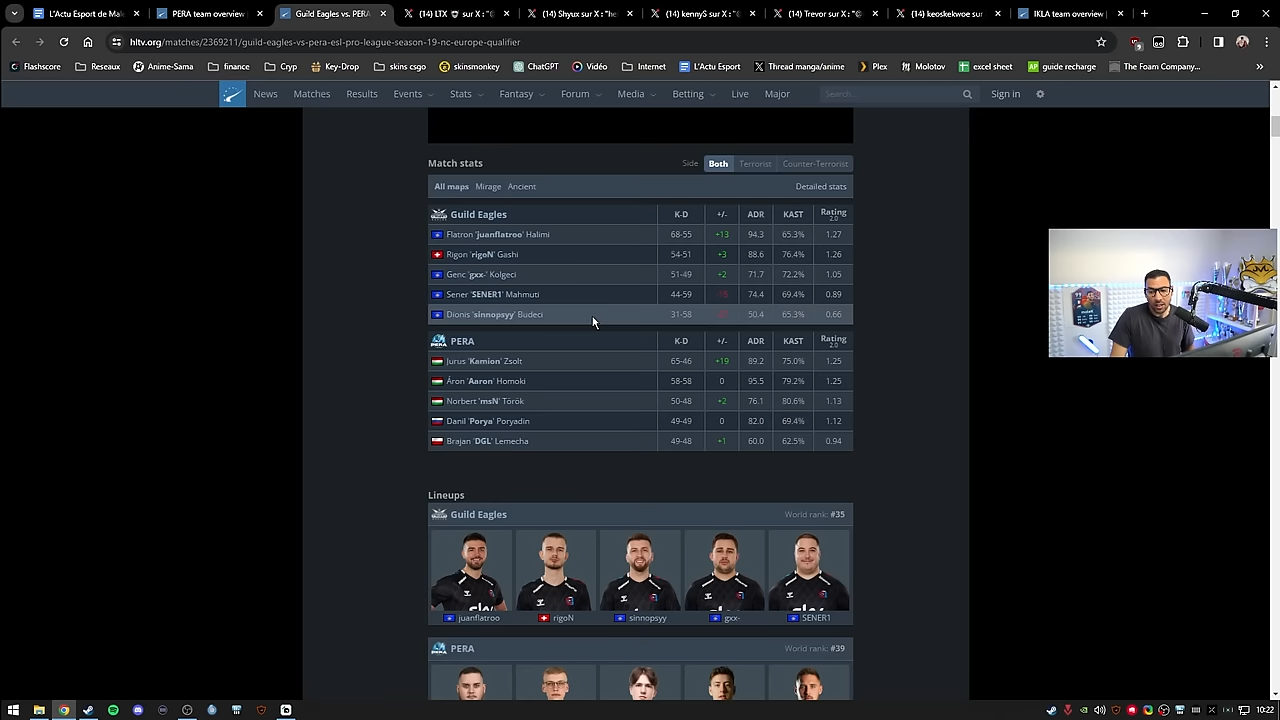 L'Actu Esport de Mal
PERA team overview
Guild Eagles vs. PERA
(14) LTX
sur X : "@
(14) Shyux sur X : "he
(14) kennyS sur X : "@
(14) Trevor sur X : "@
(14) keoskekwoe sur
IKLA team overview
hltv.org/matches/2369211/guild-eagles-vs-pera-esl-pro-league-season-19-nc-europe-qualifier
Flashscore
Reseaux
Anime-Sama
finance
Cryp
Key-Drop
skins csgo
skinsmonkey
ChatGPT
Vidéo
Internet
L'Actu Esport
Thread manga/anime
Plex
Molotov
excel sheet
guide recharge
The Foam Company...
News Matches Results Events Stats Fantasy Forum Media Betting Live Major Search... Sign in
Match stats Side Both Terrorist Counter-Terrorist
All maps Mirage Ancient Detailed stats
Guild Eagles K-D +/- ADR KAST Rating 2.0
Flatron 'juanflatroo' Halimi 68-55 +13 94.3 65.3% 1.27
Rigon 'rigoN' Gashi 54-51 +3 88.6 76.4% 1.26
Genc 'gxx-' Kolgeci 51-49 +2 71.7 72.2% 1.05
Sener 'SENER1' Mahmuti 44-59 -15 74.4 69.4% 0.89
Dionis 'sinnopsyy' Budeci 31-58 50.4 65.3% 0.66
PERA K-D +/- ADR KAST Rating 2.0
Jurus 'Kamion' Zsolt 65-46 +19 89.2 75.0% 1.25
Áron 'Aaron' Homoki 58-58 0 95.5 79.2% 1.25
Norbert 'msN' Török 50-48 +2 76.1 80.6% 1.13
Danil 'Porya' Poryadin 49-49 0 82.0 69.4% 1.12
Brajan 'DGL' Lemecha 49-48 +1 60.0 62.5% 0.94
Lineups
Guild Eagles World rank: #35
juanflatroo rigoN sinnopsyy gxx- SENER1
PERA World rank: #39
10:22